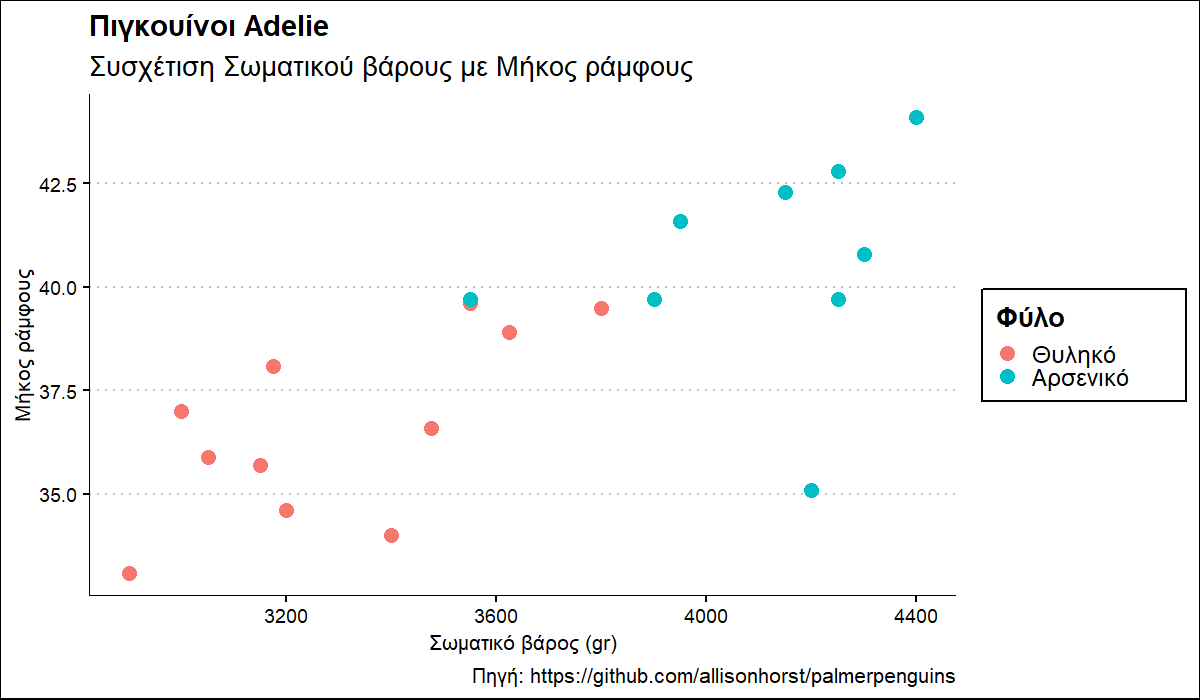 Πιγκουίνοι Adelie
Συσχέτιση Σωματικού βάρους με Μήκος ράμφους
42.5
40.0
37.5
35.0
Μήκος ράμφους
3200
3600
4000
4400
Σωματικό βάρος (gr)
Φύλο
Θυληκό
Αρσενικό
Πηγή: https://github.com/allisonhorst/palmerpenguins